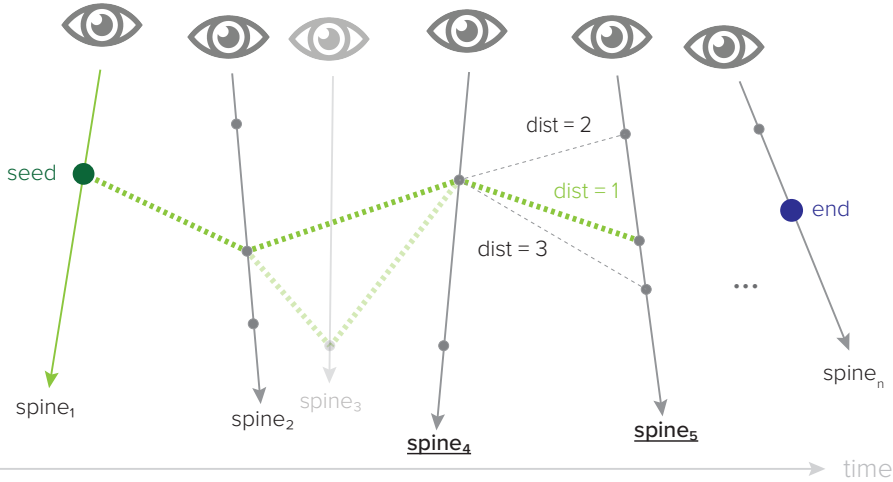 dist = 2
seed
dist = 1
end
dist = 3
...
spine₁
spine₂
spine₃
spine₄
spine₅
spineₙ
time